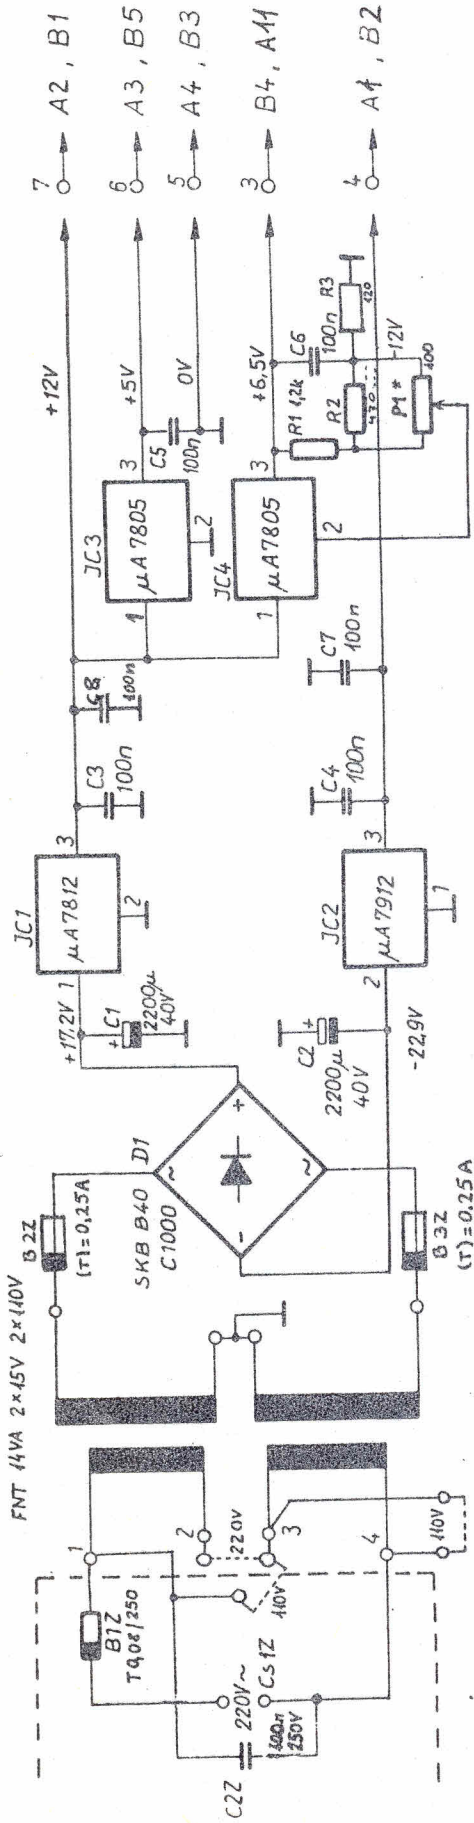 FNT 14VA 2×15V 2×110V
B1Z
T0,08/250
C2Z
220V~
Cs1Z
100n
250V
1
2
220V
3
110V
4
110V
B2Z
(T)=0,25A
B3Z
(T)=0,25A
D1
SKB B40
C1000
~
+
-
~
+17,2V
+
C1
2200μ
40V
C2
+
2200μ
40V
-22,9V
JC1
1
μA7812
3
2
JC2
2
μA7912
3
1
C3
100n
C8
100n
C4
100n
C7
100n
JC3
1
μA7805
3
2
JC4
1
μA7805
3
2
C5
100n
R1 1,2k
C6
100n
R2
470
R3
120
P1*
100
+12V
+5V
0V
+6,5V
-12V
7
A2, B1
6
A3, B5
5
A4, B3
3
B4, A11
4
A1, B2